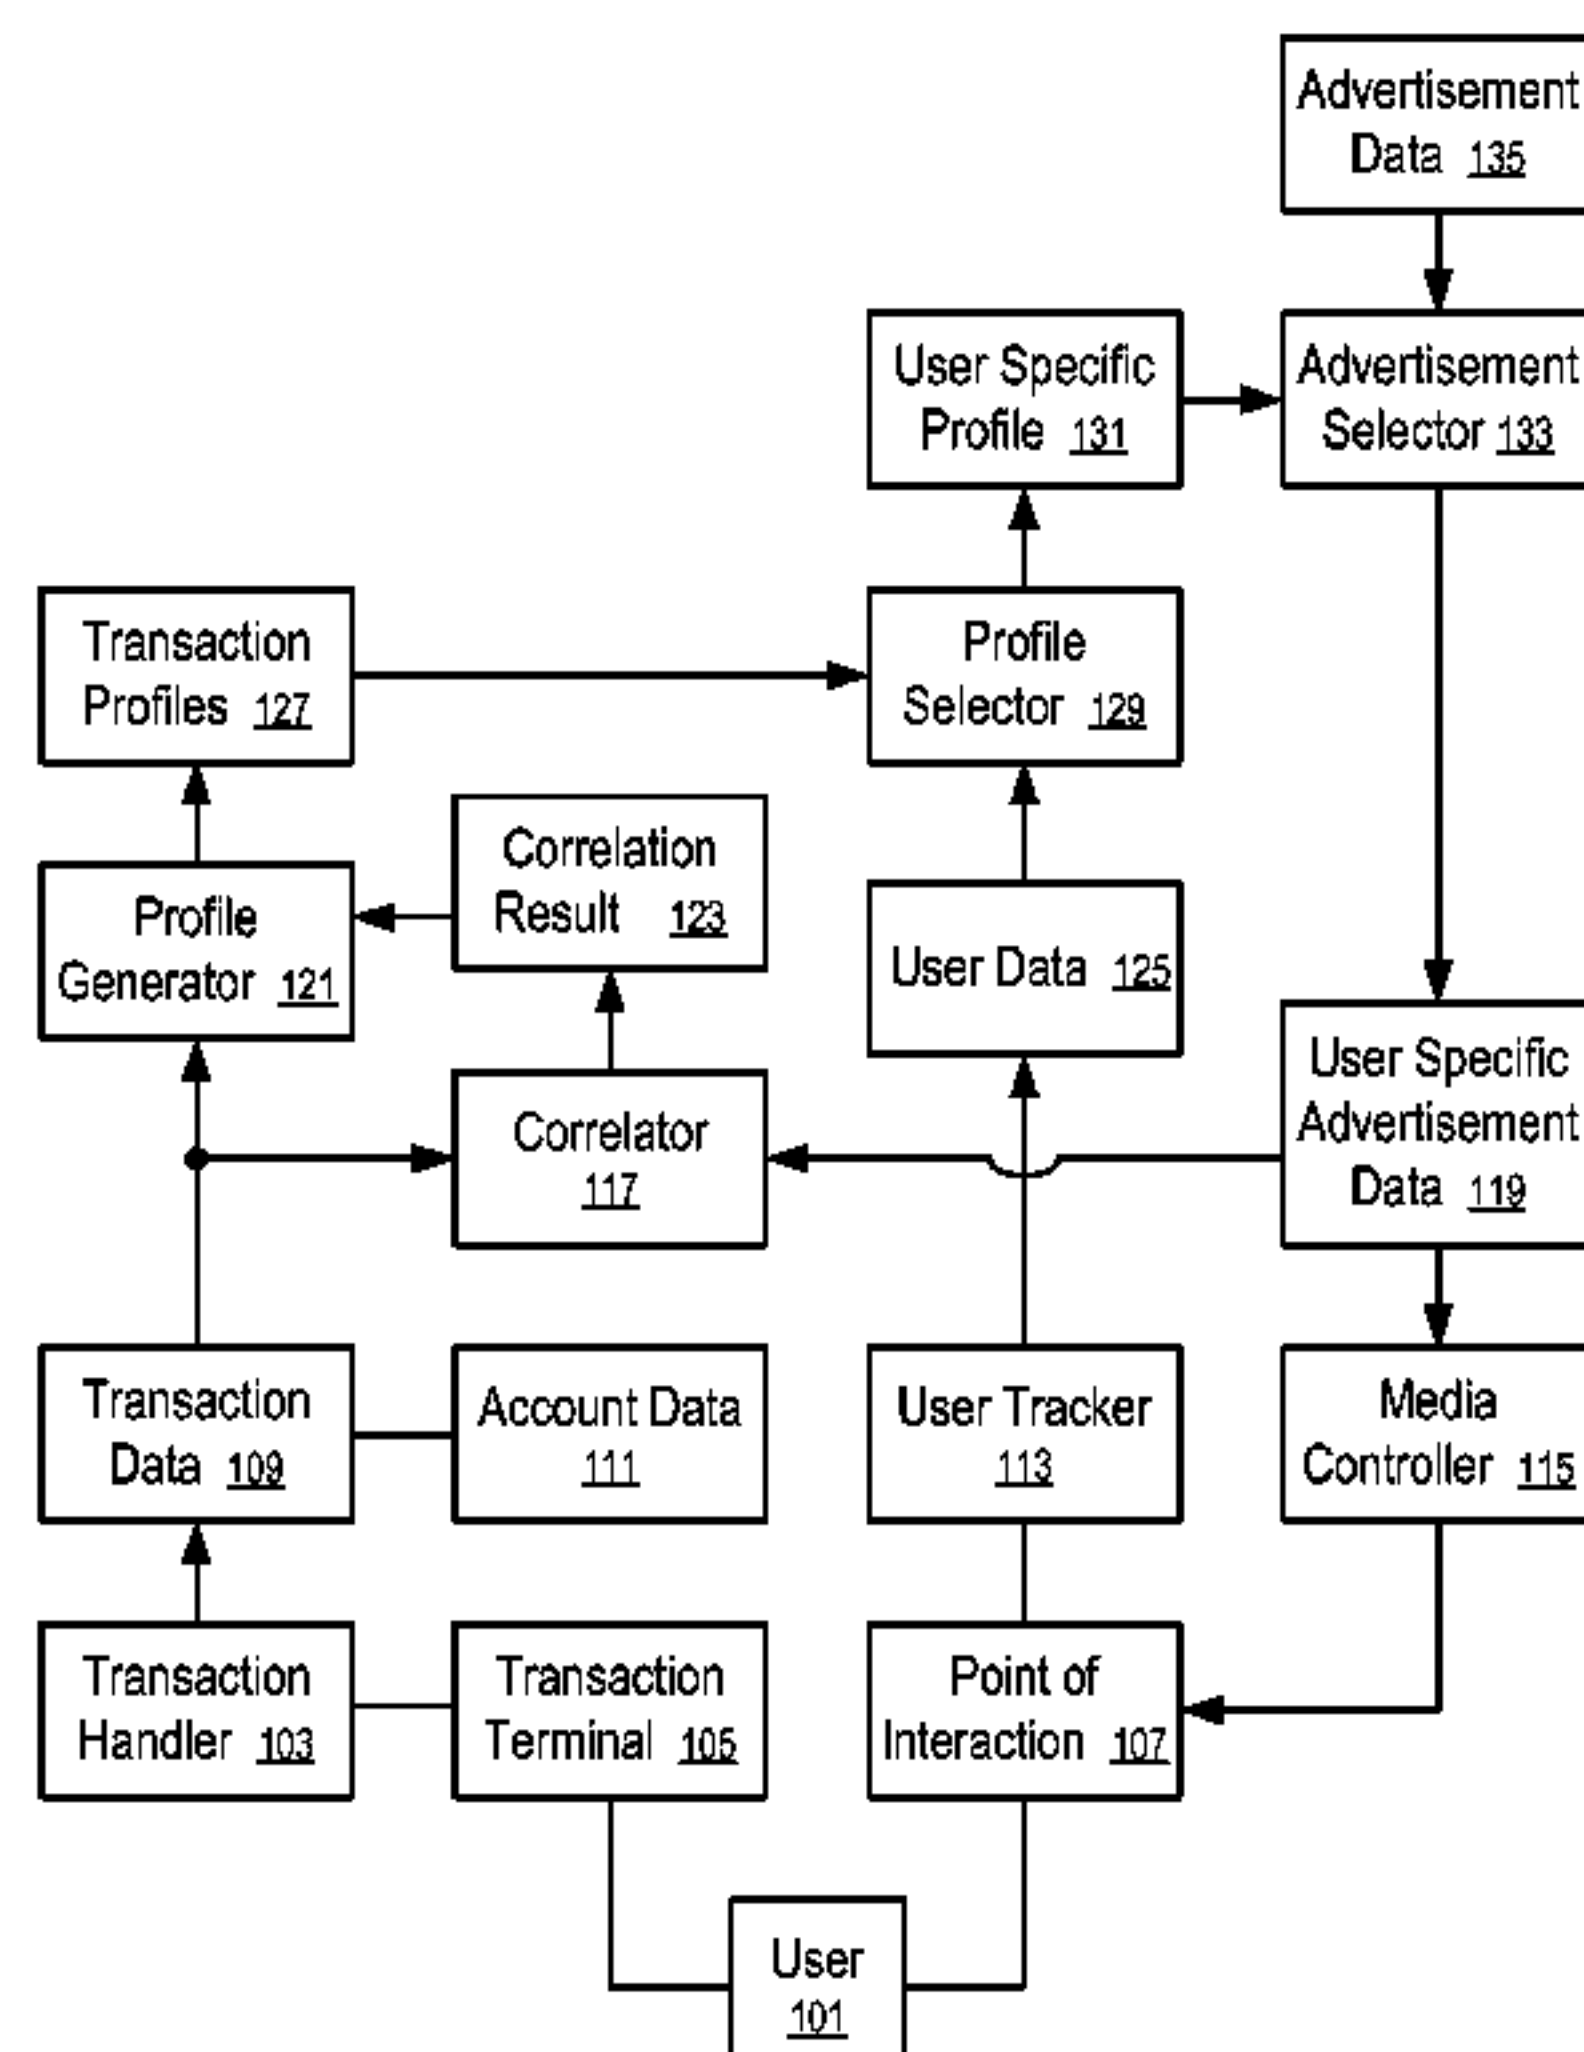 Advertisement
Data 135
User Specific
Profile 131
Advertisement
Selector 133
Transaction
Profiles 127
Profile
Selector 129
Correlation
Result 123
Profile
Generator 121
User Data 125
User Specific
Advertisement
Data 119
Correlator
117
Transaction
Data 109
Account Data
111
User Tracker
113
Media
Controller 115
Transaction
Handler 103
Transaction
Terminal 105
Point of
Interaction 107
User
101